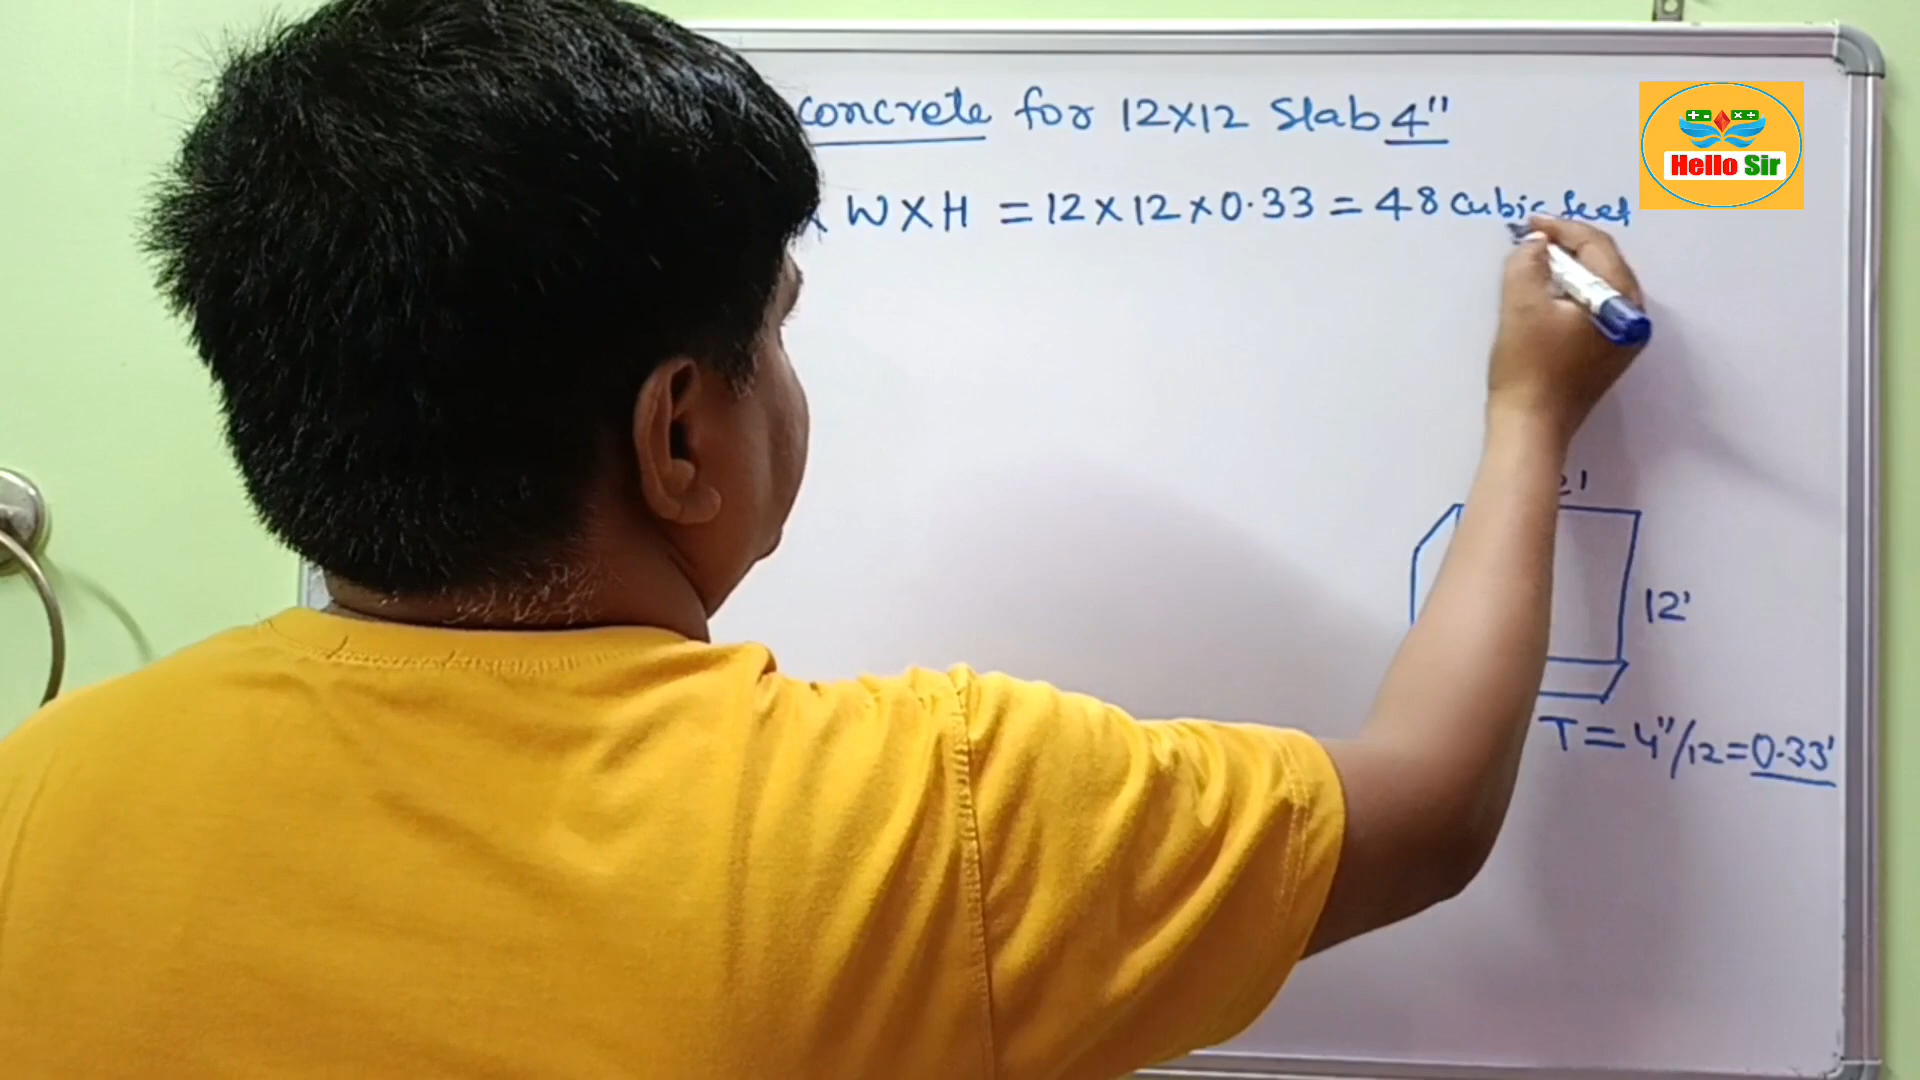 concrete for 12x12 Slab 4"
x W X H = 12 x 12 x 0.33 = 48 Cubic feet
+ - x ÷
Hello Sir
12'
T = 4"/12 = 0.33'